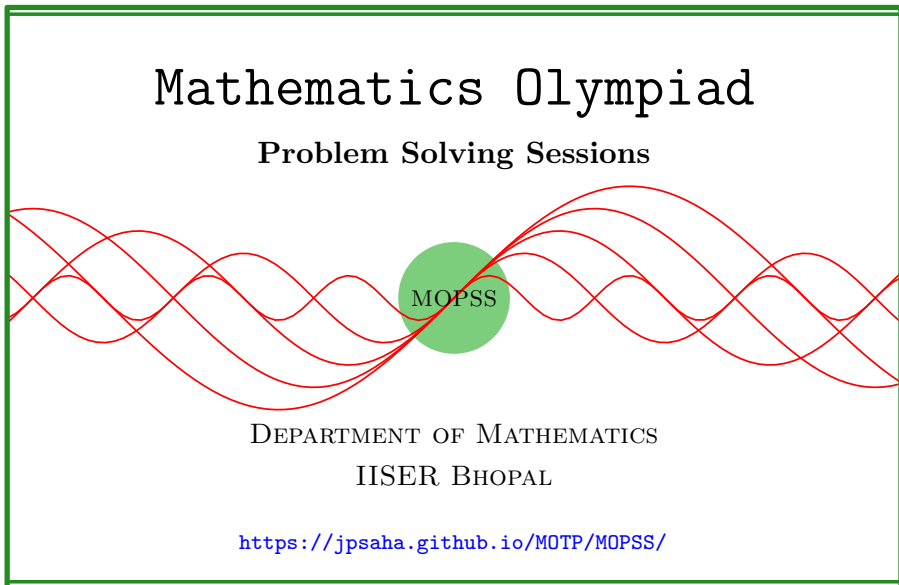 Mathematics Olympiad
Problem Solving Sessions
MOPSS
Department of Mathematics
IISER Bhopal
https://jpsaha.github.io/MOTP/MOPSS/